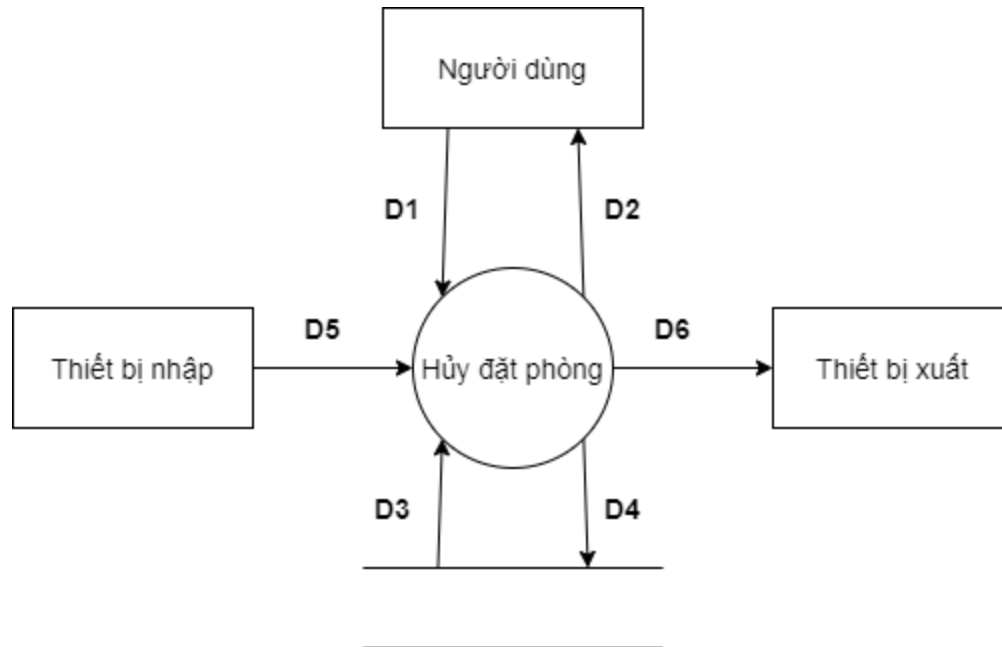 Người dùng
D1
D2
D5
D6
Thiết bị nhập
Hủy đặt phòng
Thiết bị xuất
D3
D4